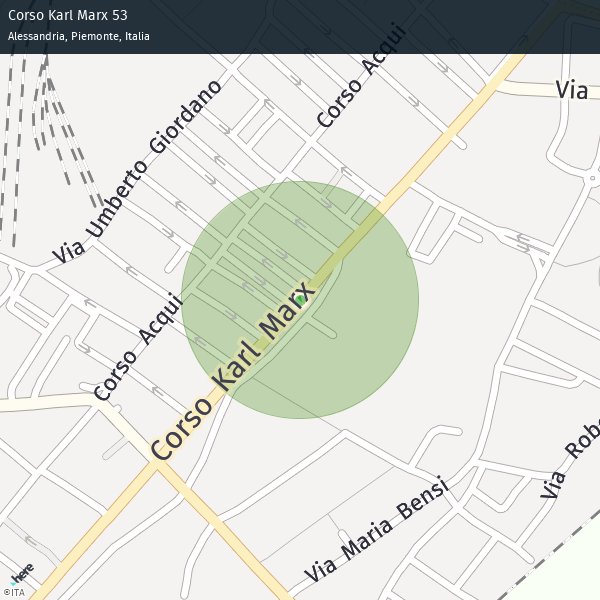 Corso Karl Marx 53
Alessandria, Piemonte, Italia
Corso Acqui
Via
Via Umberto Giordano
Corso Acqui
Corso Karl Marx
Via Robe
Via Maria Bensi
here
©ITA